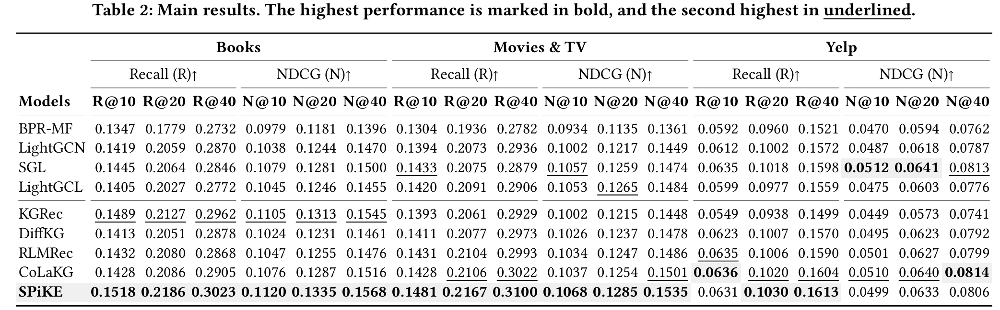 Table 2: Main results. The highest performance is marked in bold, and the second highest in underlined.
Books Movies & TV Yelp
Recall (R)↑ NDCG (N)↑ Recall (R)↑ NDCG (N)↑ Recall (R)↑ NDCG (N)↑
Models R@10 R@20 R@40 N@10 N@20 N@40 R@10 R@20 R@40 N@10 N@20 N@40 R@10 R@20 R@40 N@10 N@20 N@40
BPR-MF 0.1347 0.1779 0.2732 0.0979 0.1181 0.1396 0.1304 0.1936 0.2782 0.0934 0.1135 0.1361 0.0592 0.0960 0.1521 0.0470 0.0594 0.0762
LightGCN 0.1419 0.2059 0.2870 0.1038 0.1244 0.1470 0.1394 0.2073 0.2936 0.1002 0.1217 0.1449 0.0612 0.1002 0.1572 0.0487 0.0618 0.0787
SGL 0.1445 0.2064 0.2846 0.1079 0.1281 0.1500 0.1433 0.2075 0.2879 0.1057 0.1259 0.1474 0.0635 0.1018 0.1598 0.0512 0.0641 0.0813
LightGCL 0.1405 0.2027 0.2772 0.1045 0.1246 0.1455 0.1420 0.2091 0.2906 0.1053 0.1265 0.1484 0.0599 0.0977 0.1559 0.0475 0.0603 0.0776
KGRec 0.1489 0.2127 0.2962 0.1105 0.1313 0.1545 0.1393 0.2061 0.2929 0.1002 0.1215 0.1448 0.0549 0.0938 0.1499 0.0449 0.0573 0.0741
DiffKG 0.1413 0.2051 0.2878 0.1024 0.1231 0.1461 0.1411 0.2077 0.2973 0.1026 0.1237 0.1478 0.0623 0.1007 0.1570 0.0495 0.0623 0.0792
RLMRec 0.1432 0.2080 0.2868 0.1047 0.1255 0.1476 0.1431 0.2104 0.2993 0.1034 0.1247 0.1486 0.0635 0.1006 0.1590 0.0501 0.0627 0.0799
CoLaKG 0.1428 0.2086 0.2905 0.1076 0.1287 0.1516 0.1428 0.2106 0.3022 0.1037 0.1254 0.1501 0.0636 0.1020 0.1604 0.0510 0.0640 0.0814
SPiKE 0.1518 0.2186 0.3023 0.1120 0.1335 0.1568 0.1481 0.2167 0.3100 0.1068 0.1285 0.1535 0.0631 0.1030 0.1613 0.0499 0.0633 0.0806